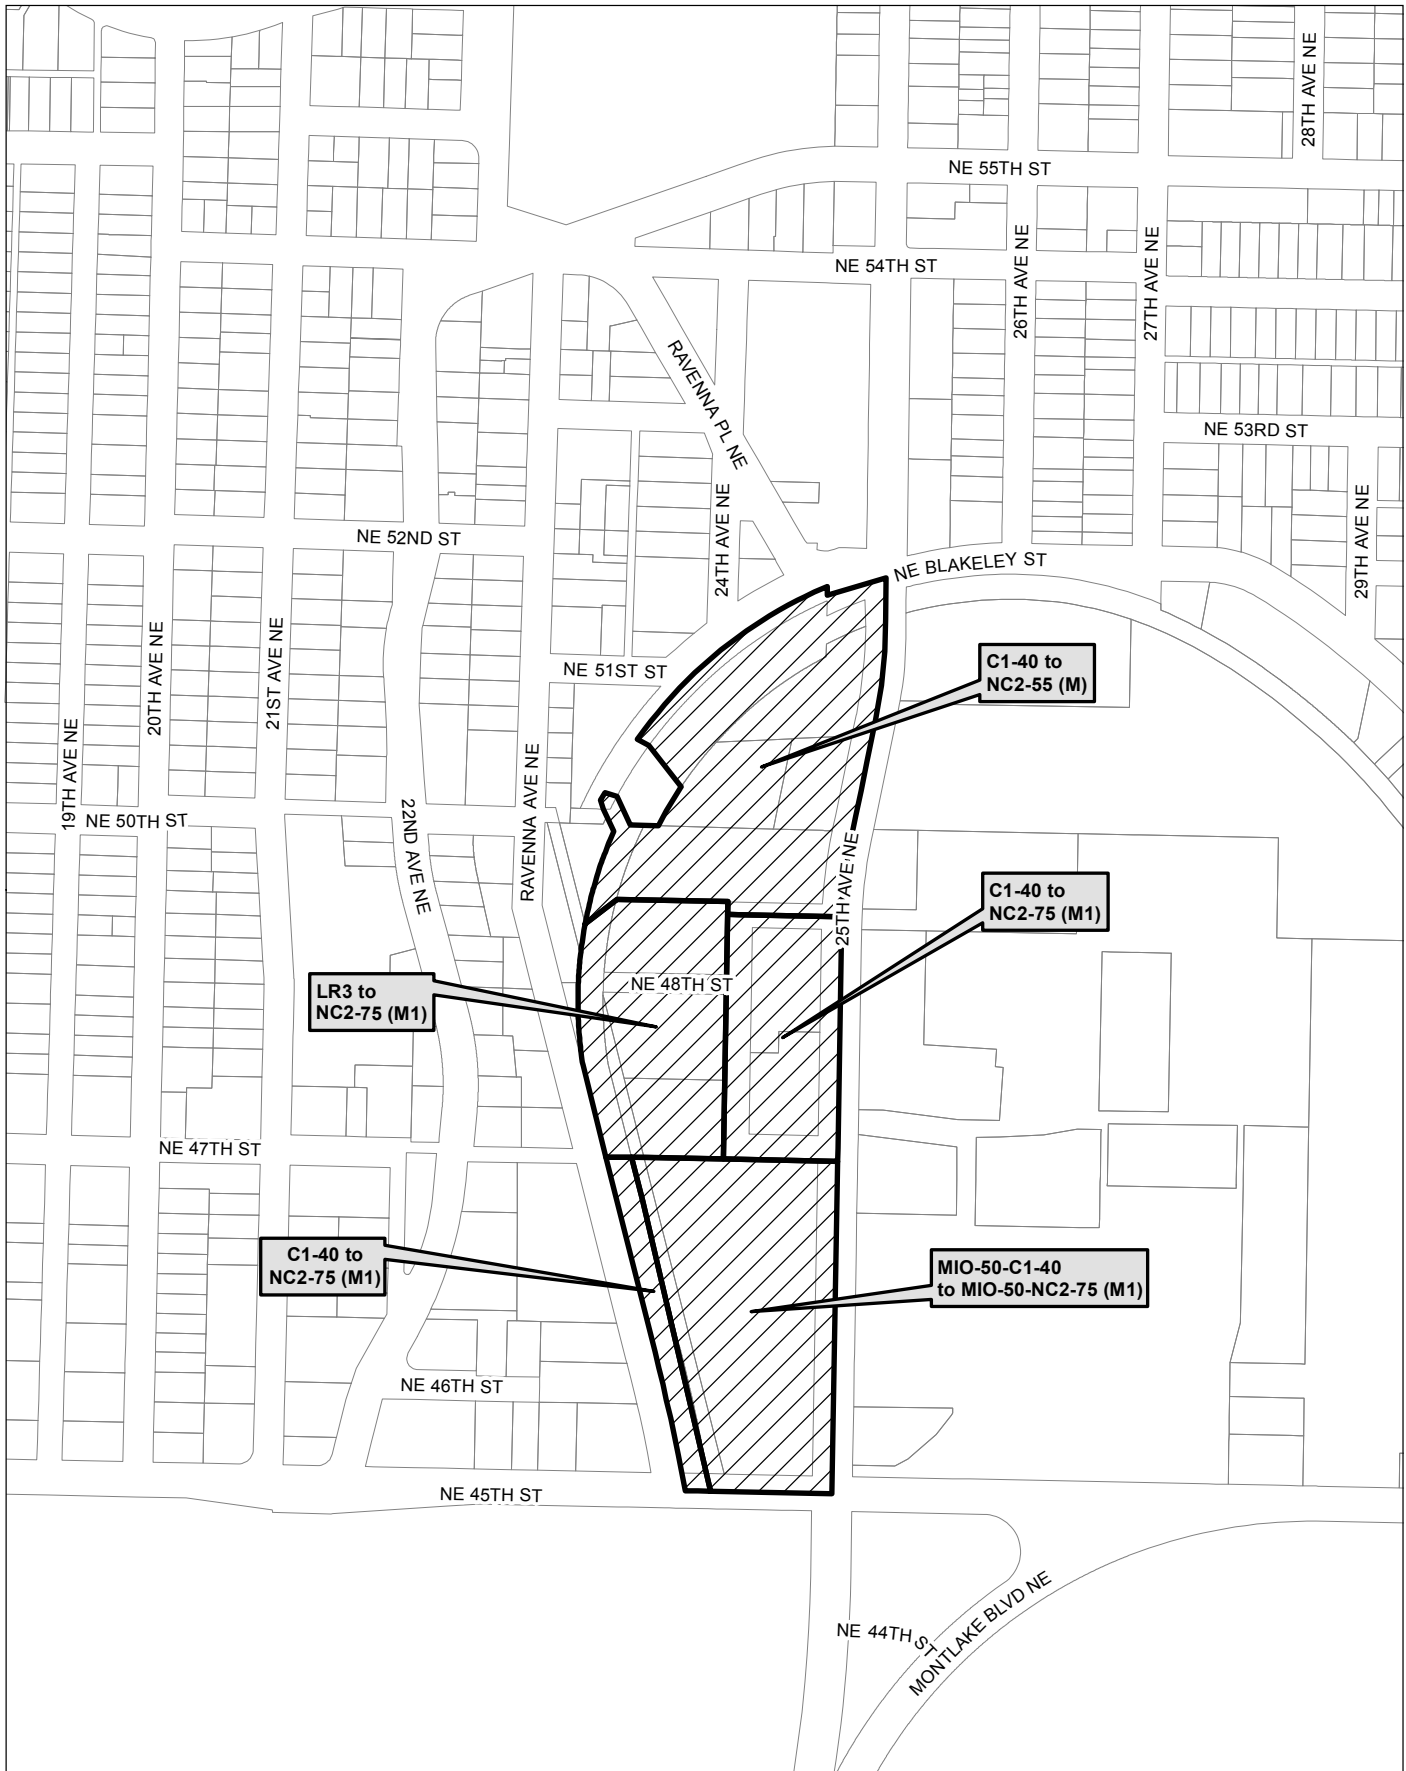 28TH AVE NE
NE 55TH ST
NE 54TH ST
26TH AVE NE
27TH AVE NE
RAVENNA PL NE
NE 53RD ST
24TH AVE NE
29TH AVE NE
NE 52ND ST
NE BLAKELEY ST
20TH AVE NE
21ST AVE NE
NE 51ST ST
C1-40 to
NC2-55 (M)
19TH AVE NE
RAVENNA AVE NE
22ND AVE NE
NE 50TH ST
25TH AVE NE
C1-40 to
NC2-75 (M1)
LR3 to
NC2-75 (M1)
NE 48TH ST
NE 47TH ST
C1-40 to
NC2-75 (M1)
MIO-50-C1-40
to MIO-50-NC2-75 (M1)
NE 46TH ST
NE 45TH ST
NE 44TH ST
MONTLAKE BLVD NE